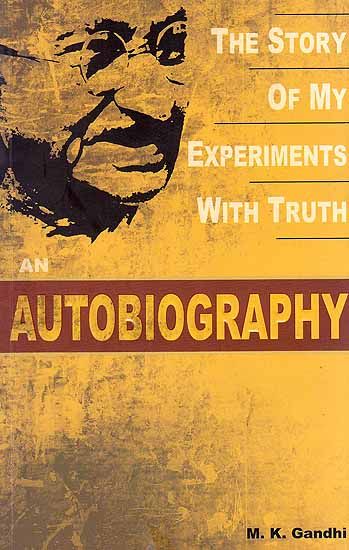 The Story
Of My
Experiments
With Truth
AN
AUTOBIOGRAPHY
M. K. Gandhi